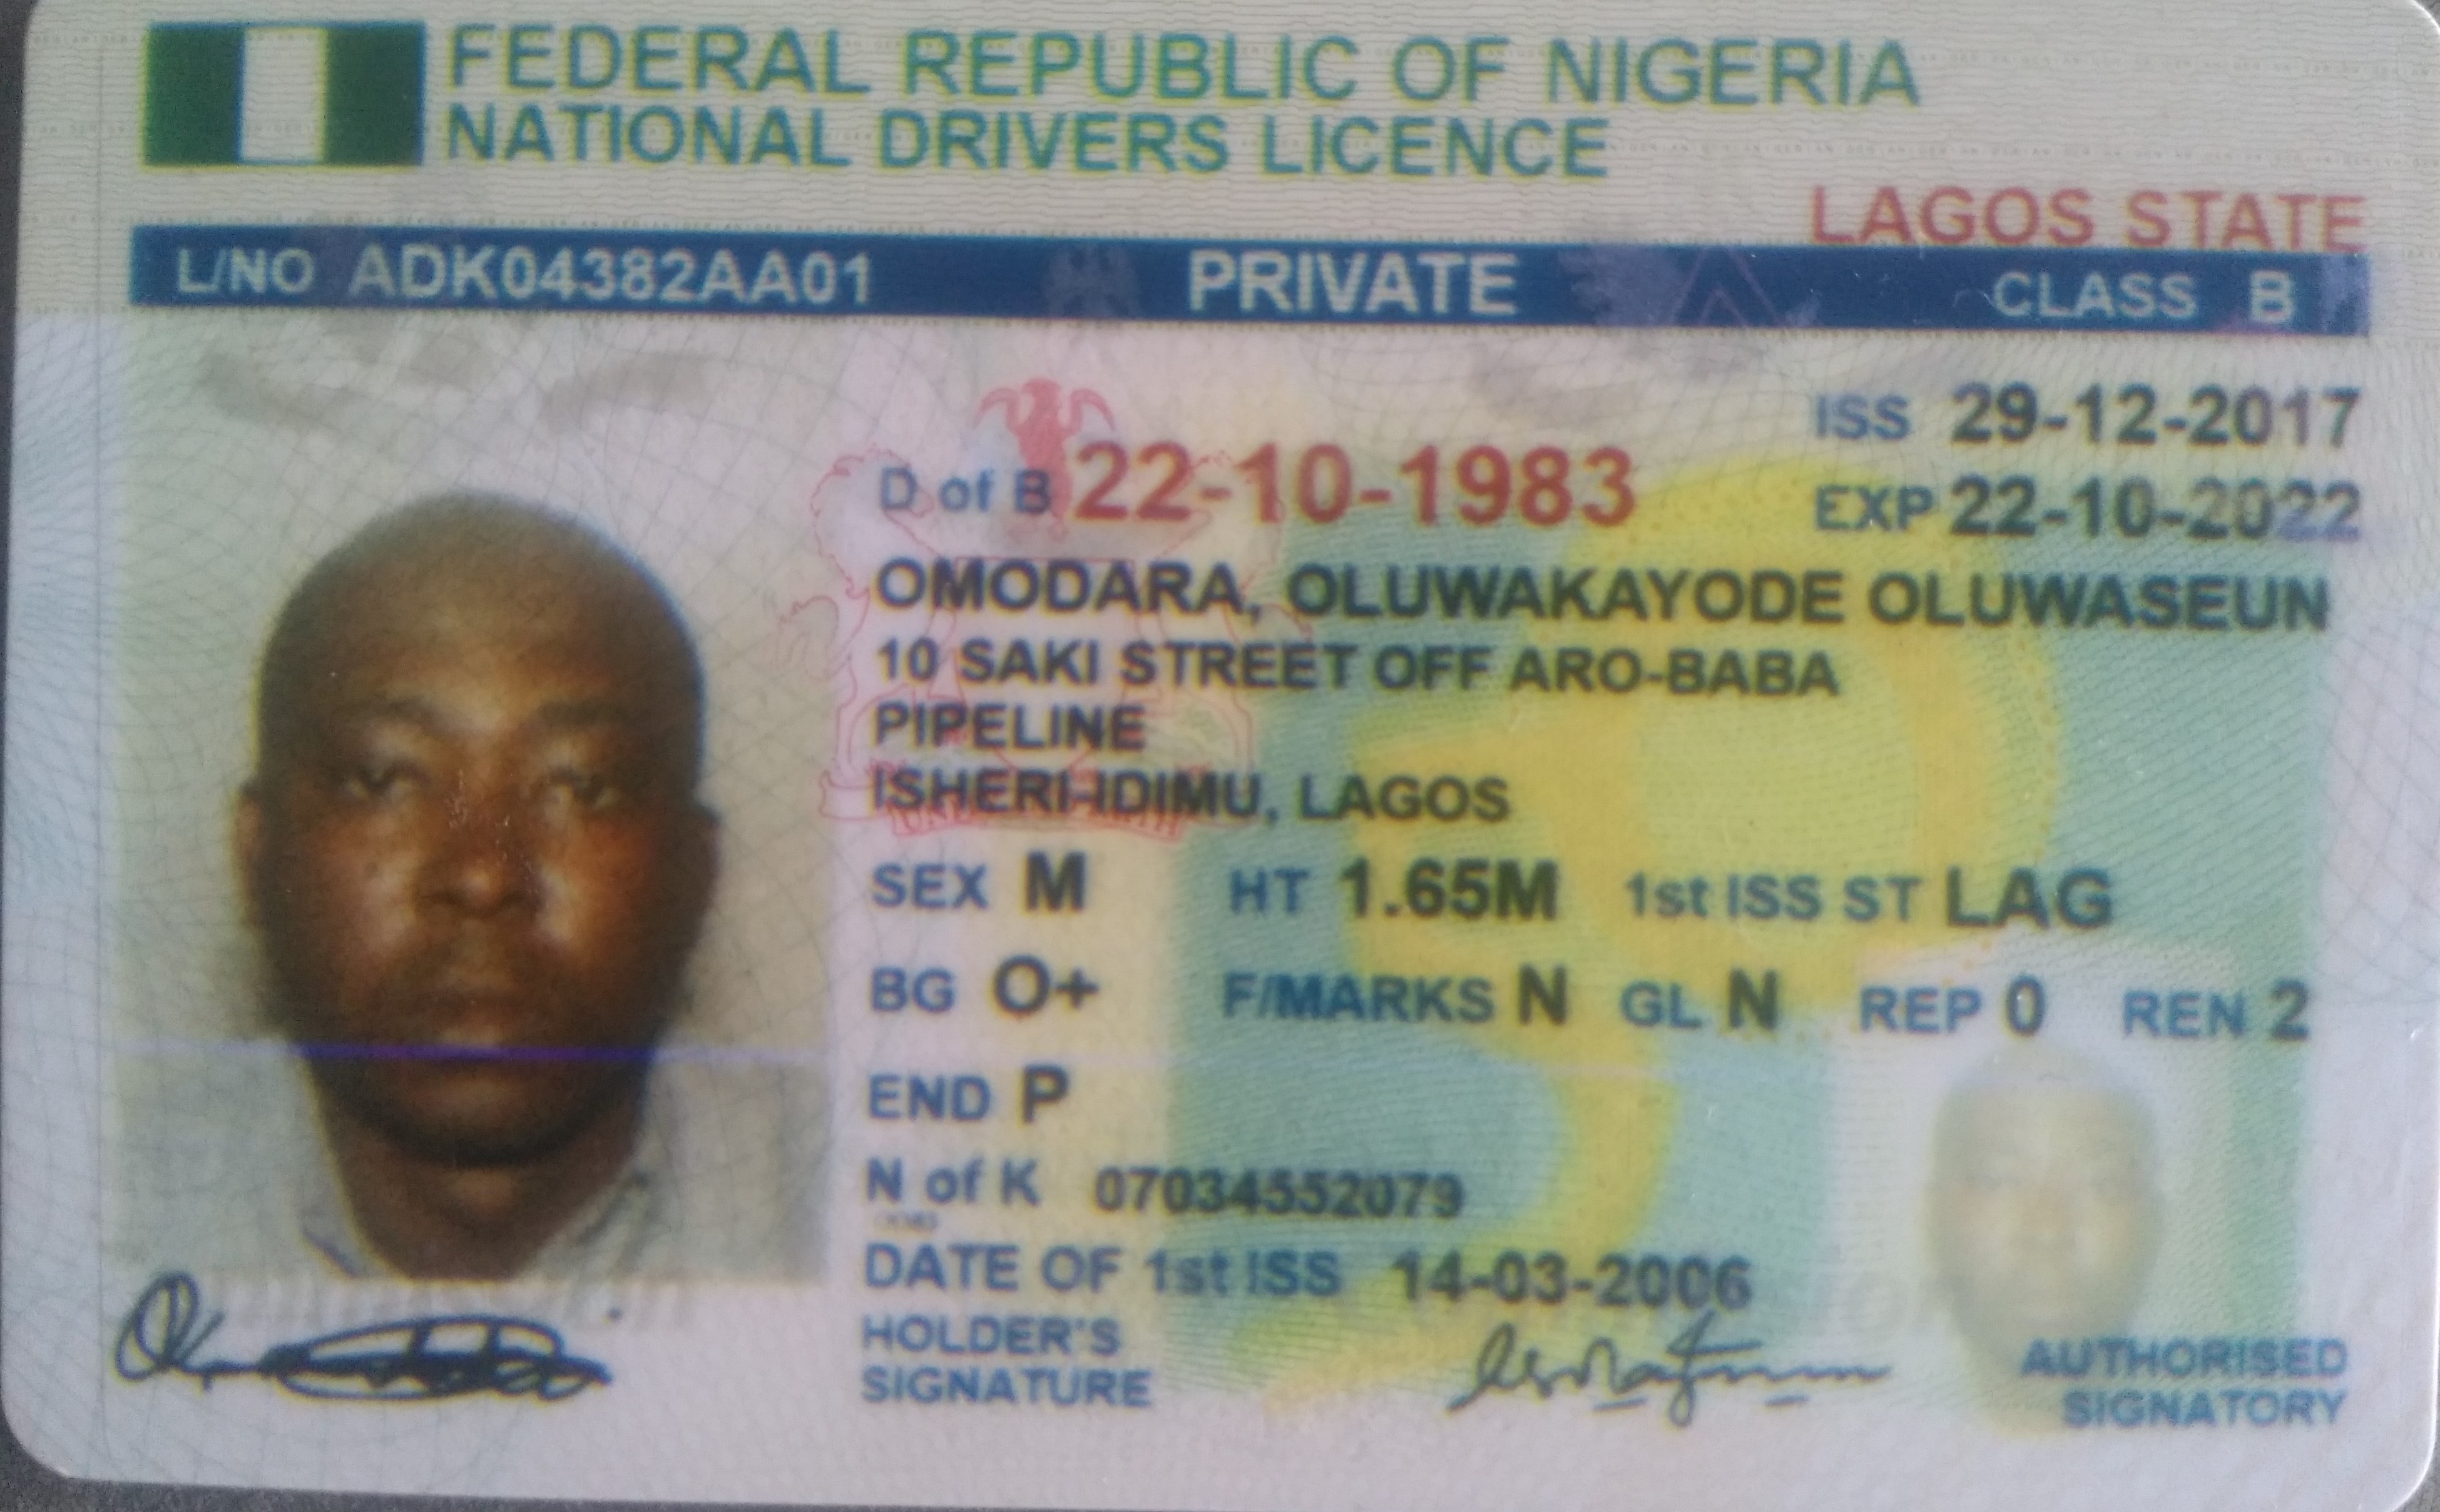 FEDERAL REPUBLIC OF NIGERIA
NATIONAL DRIVERS LICENCE
LAGOS STATE
L/NO ADK04382AA01 PRIVATE CLASS B
ISS 29-12-2017
D of B 22-10-1983
EXP 22-10-2022
OMODARA, OLUWAKAYODE OLUWASEUN
10 SAKI STREET OFF ARO-BABA
PIPELINE
ISHERI-IDIMU, LAGOS
SEX M HT 1.65M 1st ISS ST LAG
BG O+ F/MARKS N GL N REP 0 REN 2
END P
N of K 07034552079
DATE OF 1st ISS 14-03-2006
HOLDER'S
SIGNATURE
AUTHORISED
SIGNATORY